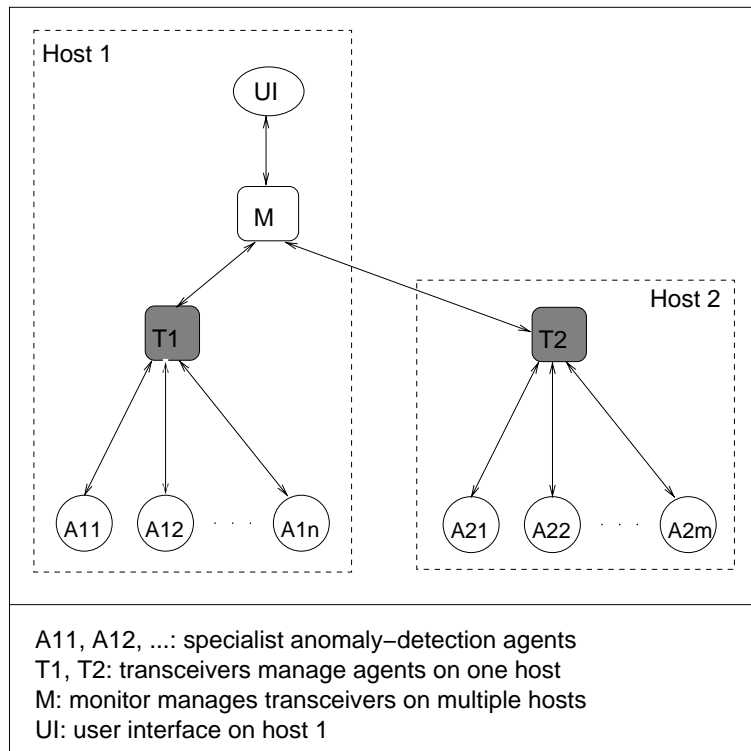 Host 1
UI
M
Host 2
T1
T2
A11 A12 . . . A1n
A21 A22 . . . A2m
A11, A12, ...: specialist anomaly−detection agents
T1, T2: transceivers manage agents on one host
M: monitor manages transceivers on multiple hosts
UI: user interface on host 1